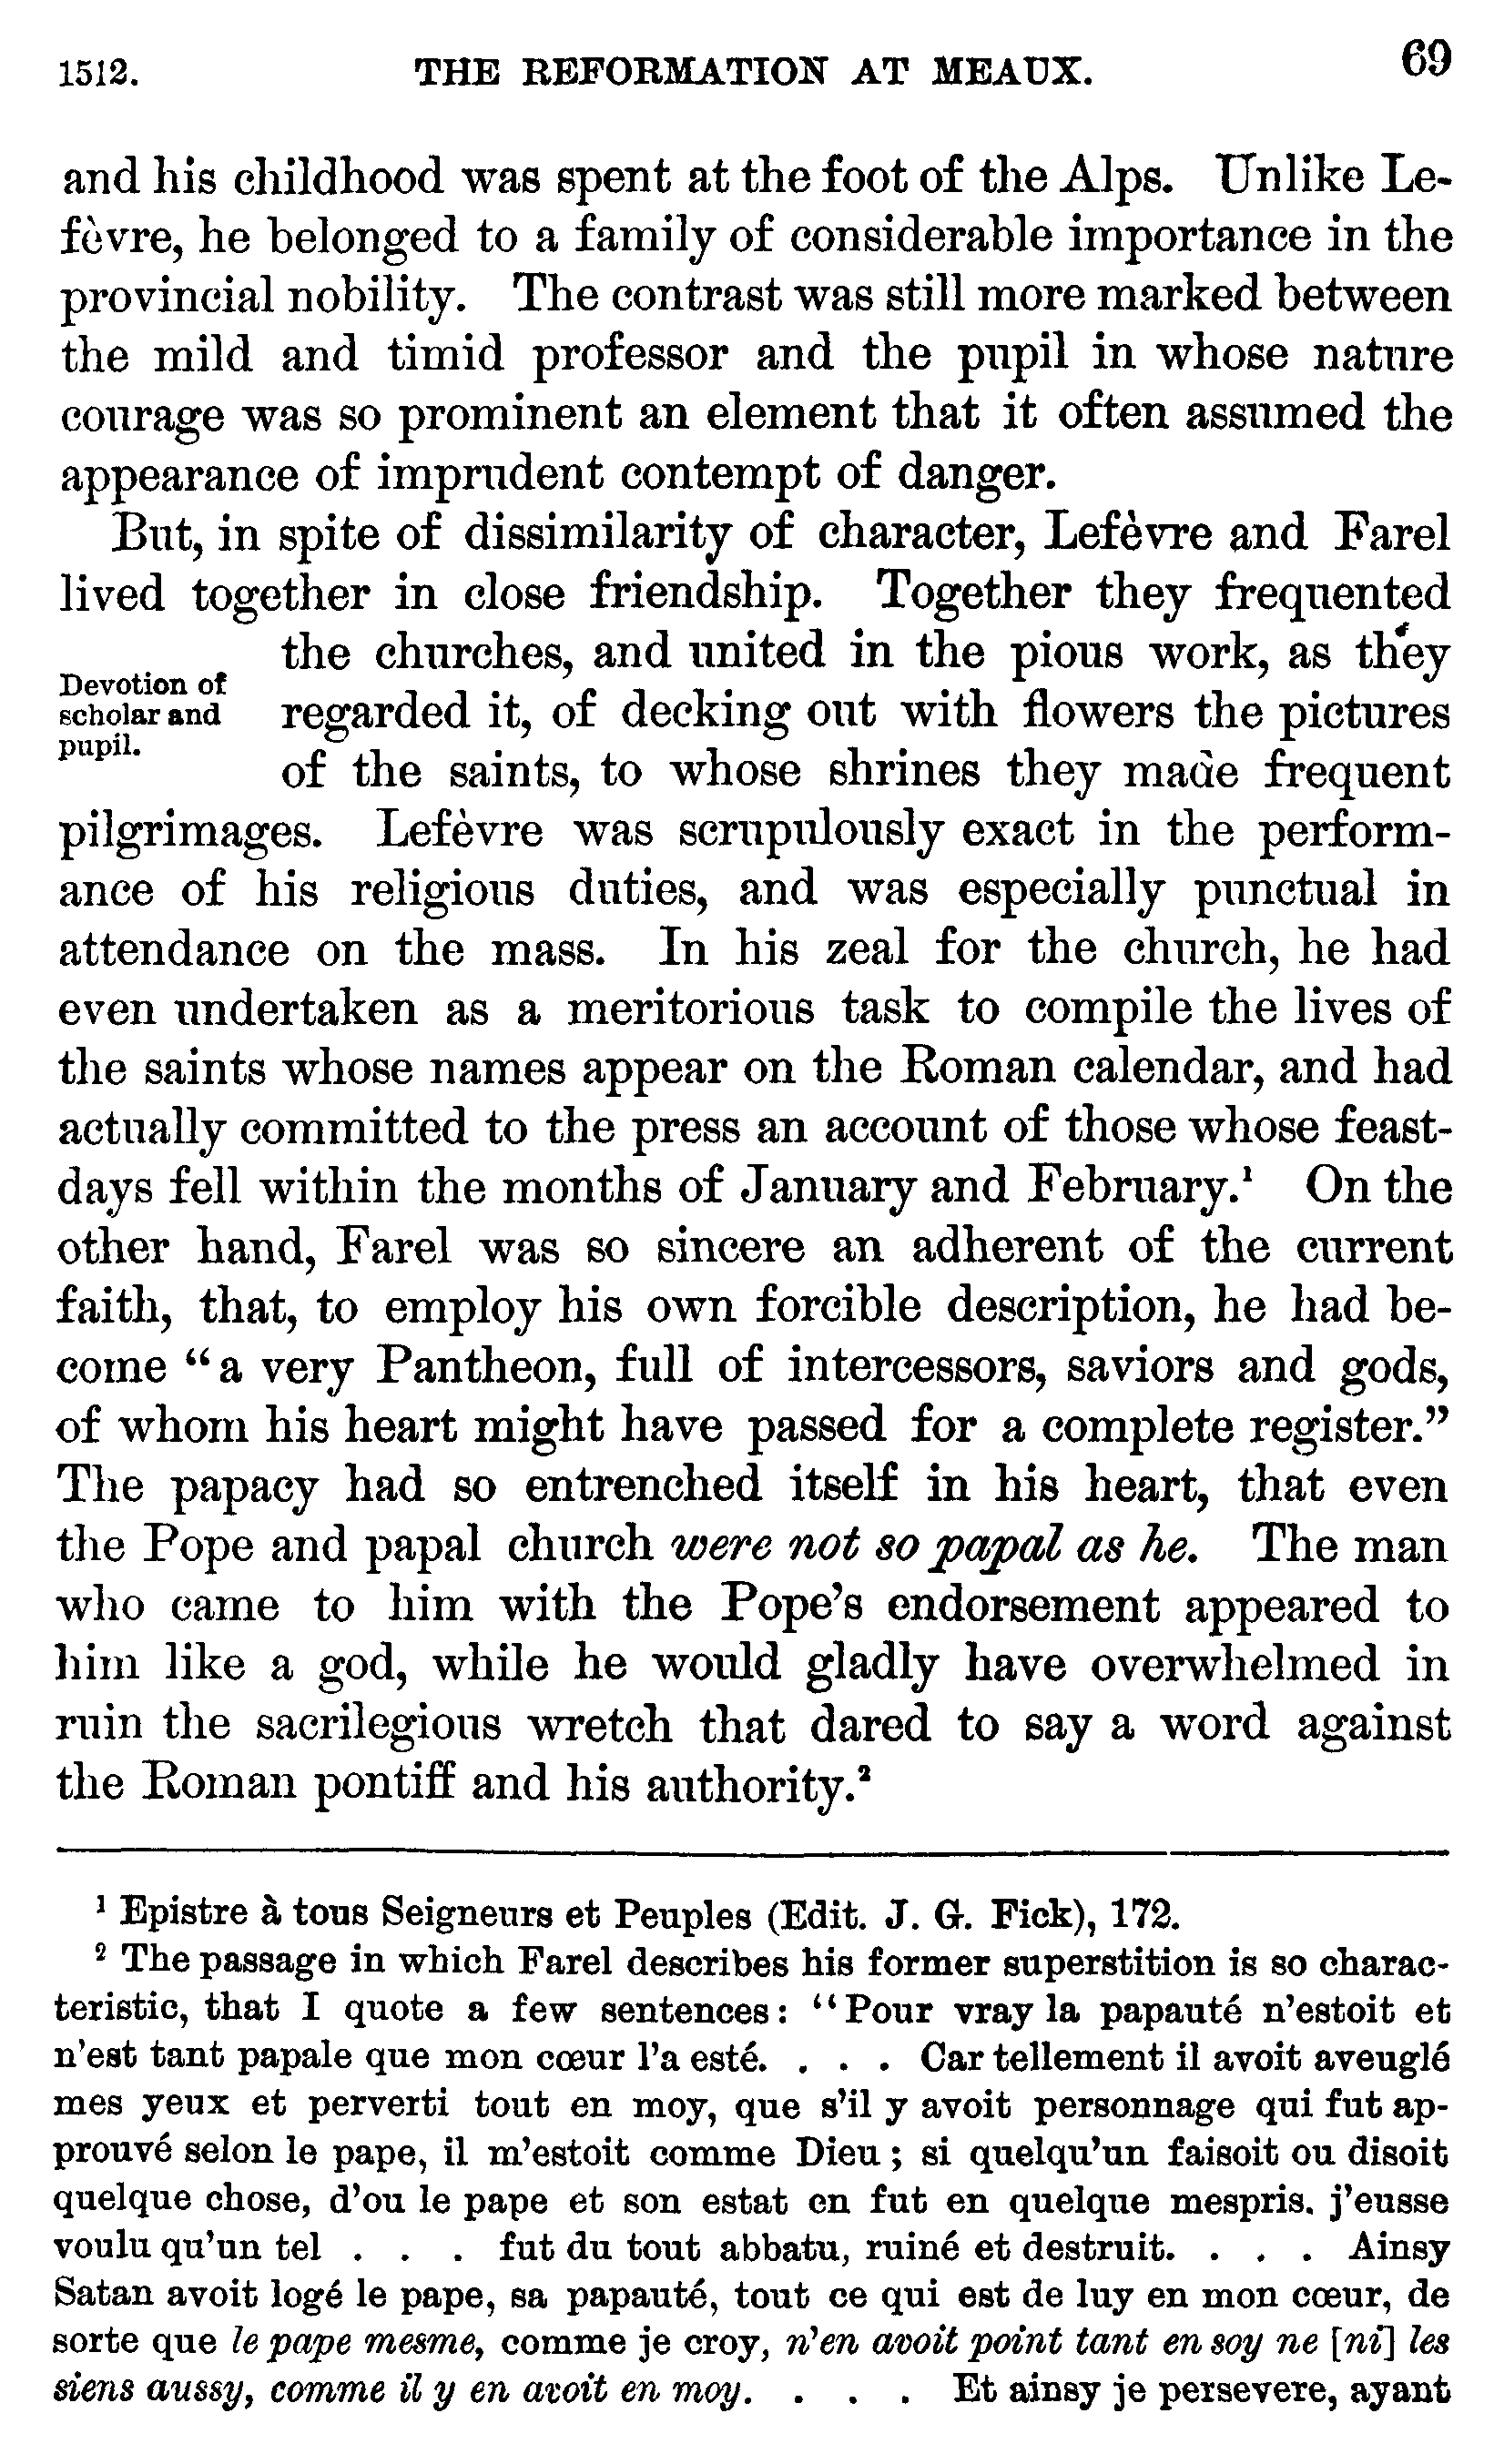 1512. THE REFORMATION AT MEAUX. 69
and his childhood was spent at the foot of the Alps. Unlike Le-
fèvre, he belonged to a family of considerable importance in the
provincial nobility. The contrast was still more marked between
the mild and timid professor and the pupil in whose nature
courage was so prominent an element that it often assumed the
appearance of imprudent contempt of danger.
But, in spite of dissimilarity of character, Lefèvre and Farel
lived together in close friendship. Together they frequented
the churches, and united in the pious work, as they
Devotion of
scholar and
pupil.
regarded it, of decking out with flowers the pictures
of the saints, to whose shrines they made frequent
pilgrimages. Lefèvre was scrupulously exact in the perform-
ance of his religious duties, and was especially punctual in
attendance on the mass. In his zeal for the church, he had
even undertaken as a meritorious task to compile the lives of
the saints whose names appear on the Roman calendar, and had
actually committed to the press an account of those whose feast-
days fell within the months of January and February.¹ On the
other hand, Farel was so sincere an adherent of the current
faith, that, to employ his own forcible description, he had be-
come “a very Pantheon, full of intercessors, saviors and gods,
of whom his heart might have passed for a complete register.”
The papacy had so entrenched itself in his heart, that even
the Pope and papal church were not so papal as he. The man
who came to him with the Pope’s endorsement appeared to
him like a god, while he would gladly have overwhelmed in
ruin the sacrilegious wretch that dared to say a word against
the Roman pontiff and his authority.²
¹ Epistre à tous Seigneurs et Peuples (Edit. J. G. Fick), 172.
² The passage in which Farel describes his former superstition is so charac-
teristic, that I quote a few sentences: “Pour vray la papauté n’estoit et
n’est tant papale que mon cœur l’a esté. . . . Car tellement il avoit aveuglé
mes yeux et perverti tout en moy, que s’il y avoit personnage qui fut ap-
prouvé selon le pape, il m’estoit comme Dieu; si quelqu’un faisoit ou disoit
quelque chose, d’ou le pape et son estat en fut en quelque mespris. j’eusse
voulu qu’un tel . . . fut du tout abbatu, ruiné et destruit. . . . Ainsy
Satan avoit logé le pape, sa papauté, tout ce qui est de luy en mon cœur, de
sorte que le pape mesme, comme je croy, n’en avoit point tant en soy ne [ni] les
siens aussy, comme il y en avoit en moy. . . . Et ainsy je persevere, ayant